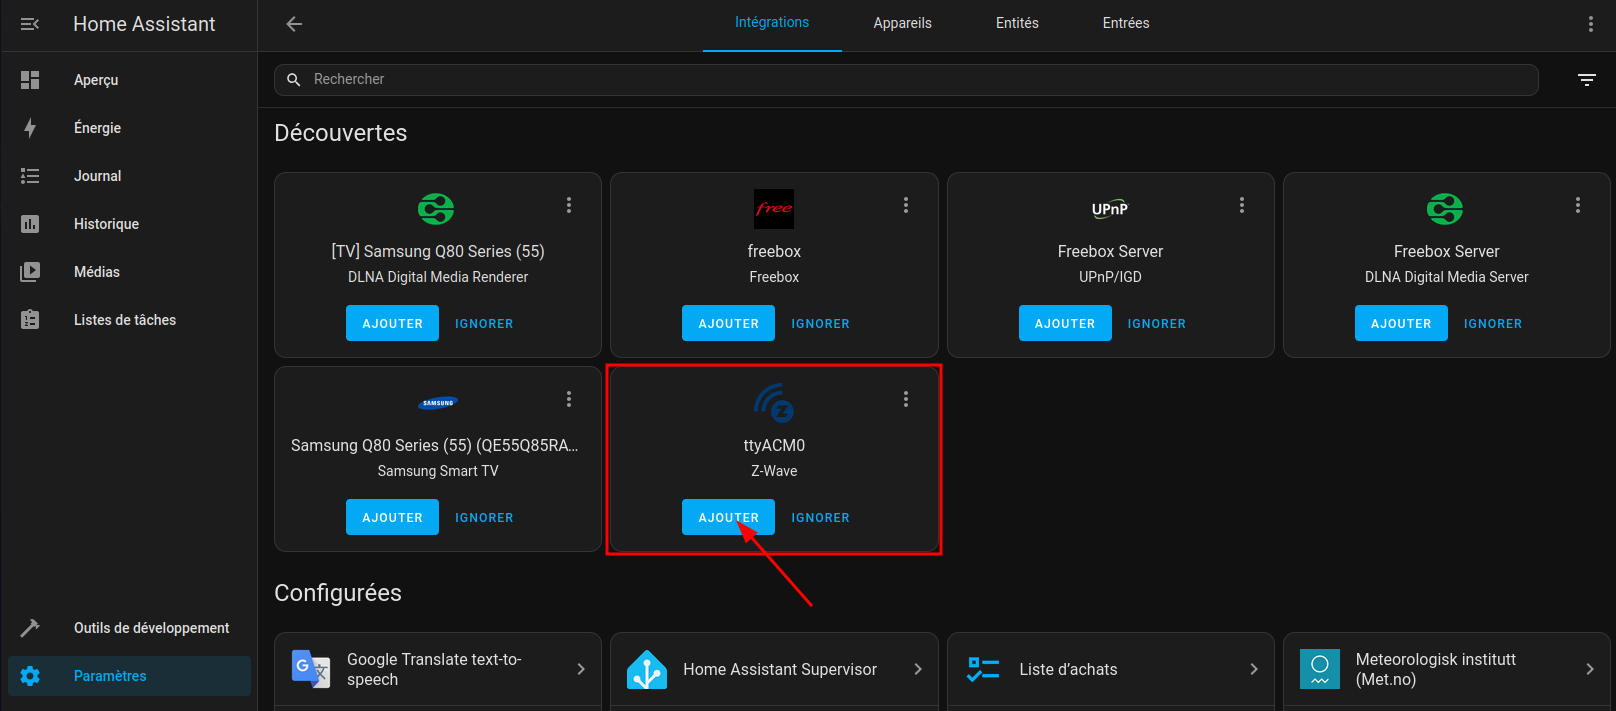 Home Assistant
Intégrations
Appareils
Entités
Entrées
Aperçu
Énergie
Journal
Historique
Médias
Listes de tâches
Outils de développement
Paramètres
Rechercher
Découvertes
[TV] Samsung Q80 Series (55)
DLNA Digital Media Renderer
AJOUTER IGNORER
free
freebox
Freebox
AJOUTER IGNORER
UPnP
Freebox Server
UPnP/IGD
AJOUTER IGNORER
Freebox Server
DLNA Digital Media Server
AJOUTER IGNORER
SAMSUNG
Samsung Q80 Series (55) (QE55Q85RA...
Samsung Smart TV
AJOUTER IGNORER
Z
ttyACM0
Z-Wave
AJOUTER IGNORER
Configurées
G
Google Translate text-to-
speech
Home Assistant Supervisor
Liste d’achats
Meteorologisk institutt
(Met.no)